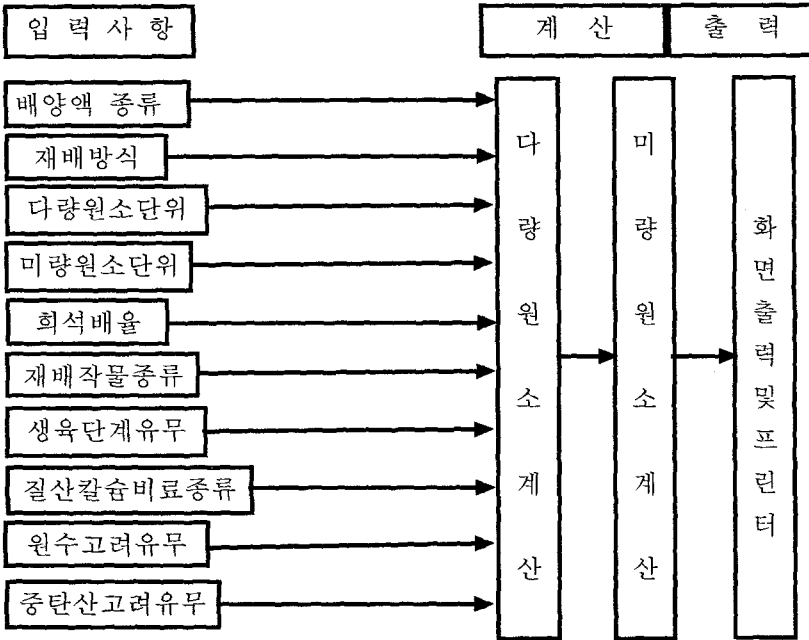 입 력 사 항
계 산
출 력
배양액 종류
재배방식
다량원소단위
미량원소단위
희석배율
재배작물종류
생육단계유무
질산칼슘비료종류
원수고려유무
중탄산고려유무
다량원소계산
미량원소계산
화면출력및프린터